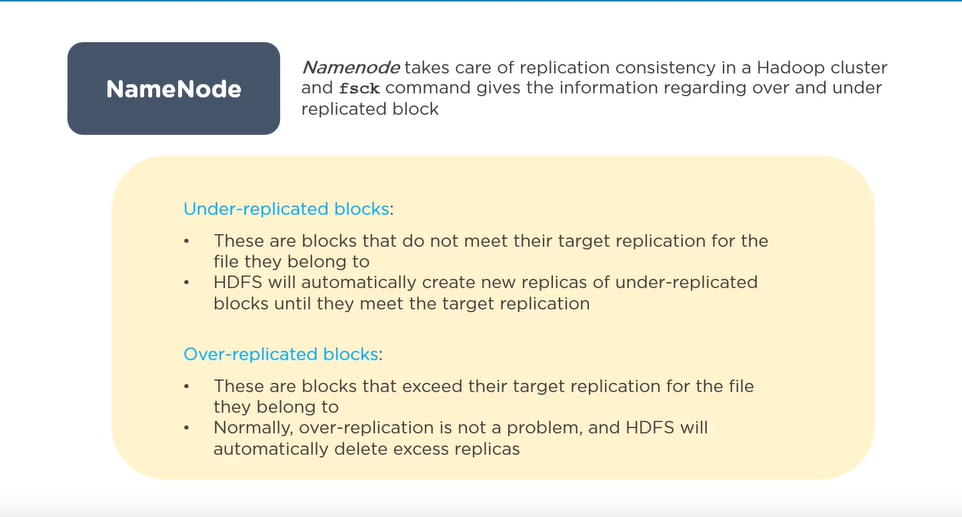 NameNode
Namenode takes care of replication consistency in a Hadoop cluster
and fsck command gives the information regarding over and under
replicated block
Under-replicated blocks:
• These are blocks that do not meet their target replication for the
file they belong to
• HDFS will automatically create new replicas of under-replicated
blocks until they meet the target replication
Over-replicated blocks:
• These are blocks that exceed their target replication for the file
they belong to
• Normally, over-replication is not a problem, and HDFS will
automatically delete excess replicas